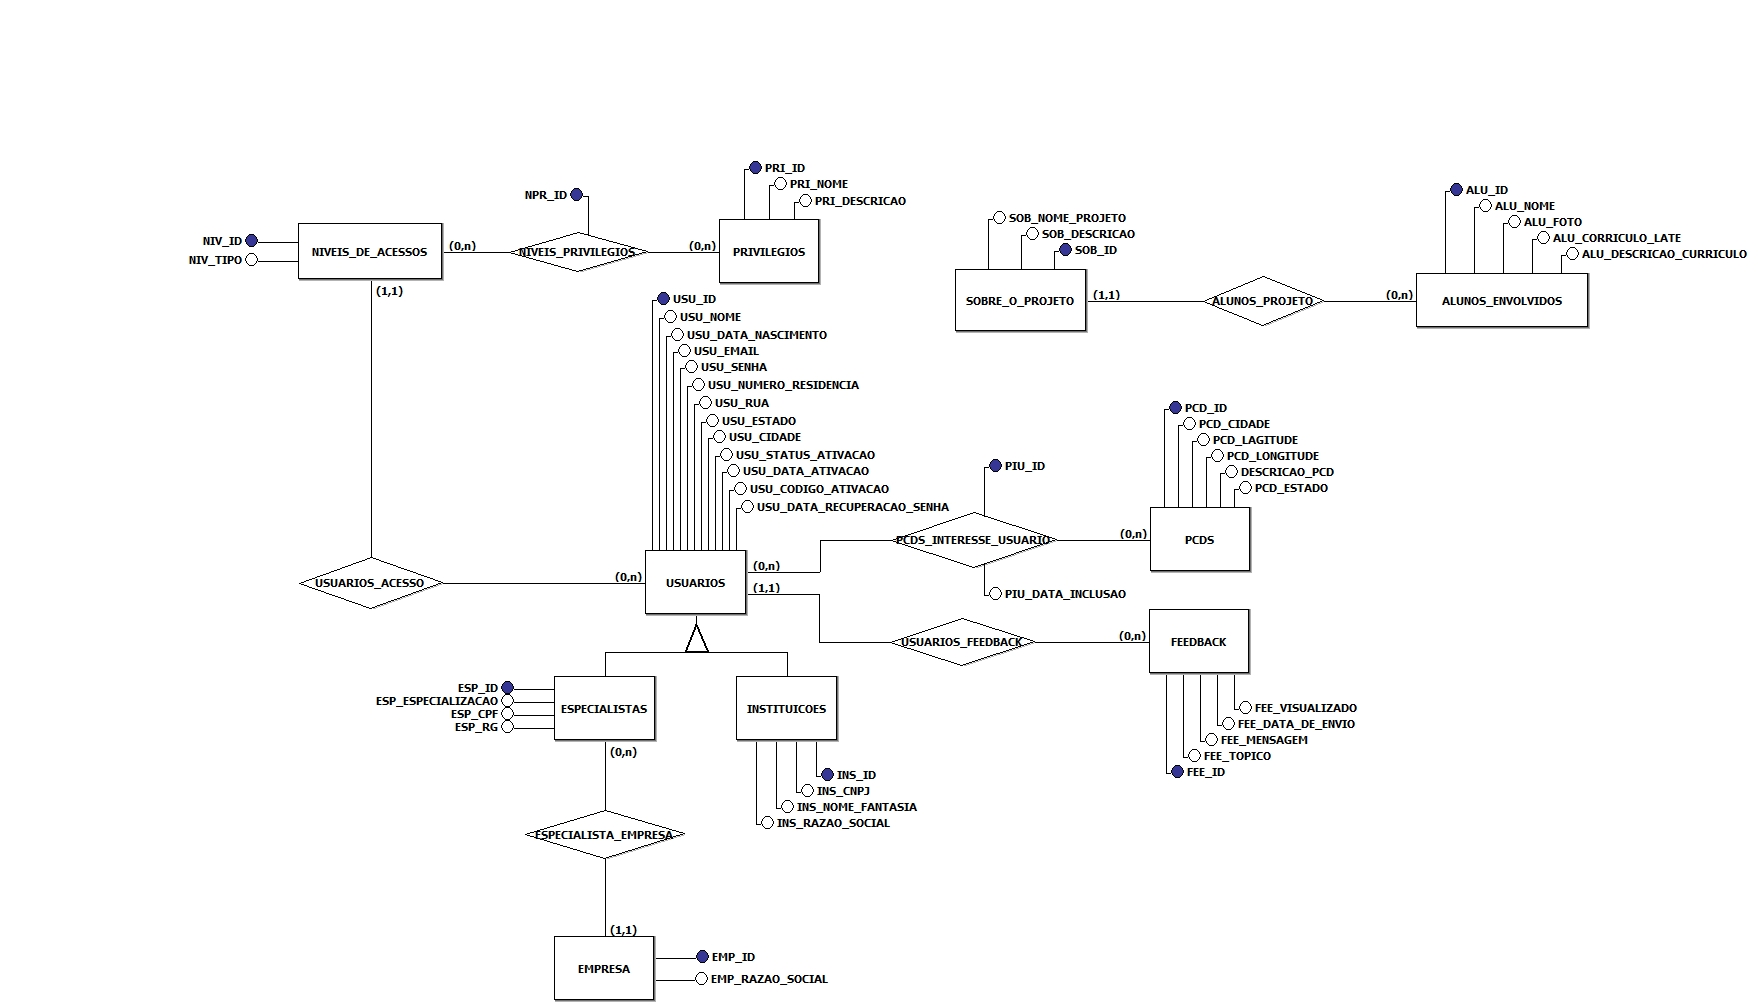 PRI_ID
PRI_NOME
PRI_DESCRICAO
NPR_ID
NIV_ID
NIV_TIPO
NIVEIS_DE_ACESSOS
(0,n)
NIVEIS_PRIVILEGIOS
(0,n)
PRIVILEGIOS
(1,1)
SOB_NOME_PROJETO
SOB_DESCRICAO
SOB_ID
SOBRE_O_PROJETO
(1,1)
ALUNOS_PROJETO
(0,n)
ALU_ID
ALU_NOME
ALU_FOTO
ALU_CORRICULO_LATE
ALU_DESCRICAO_CURRICULO
ALUNOS_ENVOLVIDOS
USU_ID
USU_NOME
USU_DATA_NASCIMENTO
USU_EMAIL
USU_SENHA
USU_NUMERO_RESIDENCIA
USU_RUA
USU_ESTADO
USU_CIDADE
USU_STATUS_ATIVACAO
USU_DATA_ATIVACAO
USU_CODIGO_ATIVACAO
USU_DATA_RECUPERACAO_SENHA
USUARIOS_ACESSO
(0,n)
USUARIOS
(0,n)
(1,1)
PIU_ID
PCDS_INTERESSE_USUARIO
PIU_DATA_INCLUSAO
(0,n)
PCD_ID
PCD_CIDADE
PCD_LAGITUDE
PCD_LONGITUDE
DESCRICAO_PCD
PCD_ESTADO
PCDS
USUARIOS_FEEDBACK
(0,n)
FEEDBACK
FEE_VISUALIZADO
FEE_DATA_DE_ENVIO
FEE_MENSAGEM
FEE_TOPICO
FEE_ID
ESP_ID
ESP_ESPECIALIZACAO
ESP_CPF
ESP_RG
ESPECIALISTAS
(0,n)
INSTITUICOES
INS_ID
INS_CNPJ
INS_NOME_FANTASIA
INS_RAZAO_SOCIAL
ESPECIALISTA_EMPRESA
(1,1)
EMPRESA
EMP_ID
EMP_RAZAO_SOCIAL